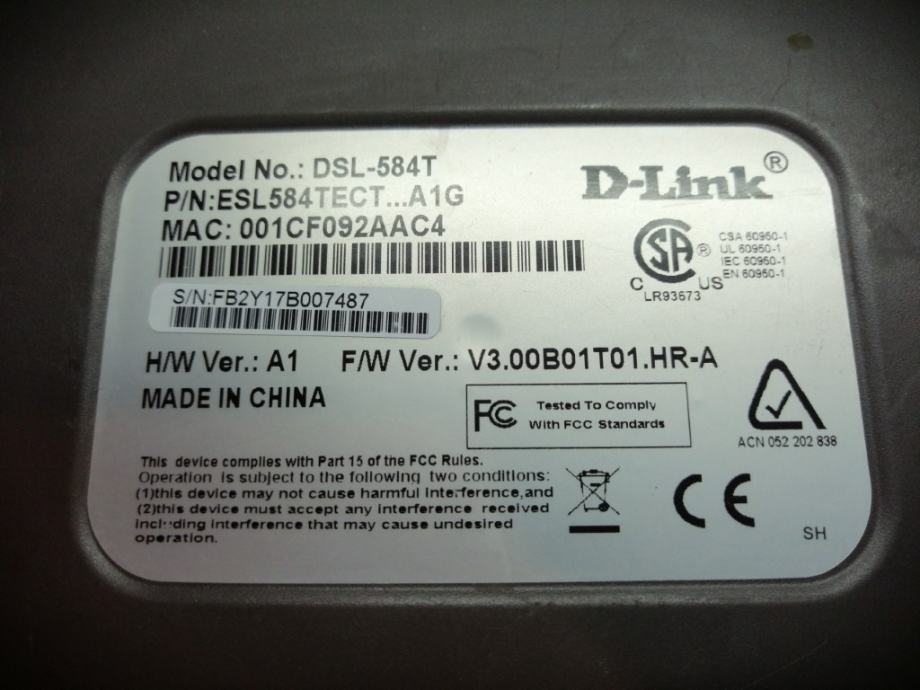 Model No.: DSL-584T
P/N:ESL584TECT...A1G
MAC: 001CF092AAC4
D-Link®
CSA® C US
LR93673
CSA 60950-1
UL 60950-1
IEC 60950-1
EN 60950-1
S/N:FB2Y17B007487
H/W Ver.: A1 F/W Ver.: V3.00B01T01.HR-A
MADE IN CHINA
FC Tested To Comply
With FCC Standards
ACN 052 202 838
This device complies with Part 15 of the FCC Rules.
Operation is subject to the following two conditions:
(1)this device may not cause harmful interference,and
(2)this device must accept any interference received
including interference that may cause undesired
operation.
CE
SH